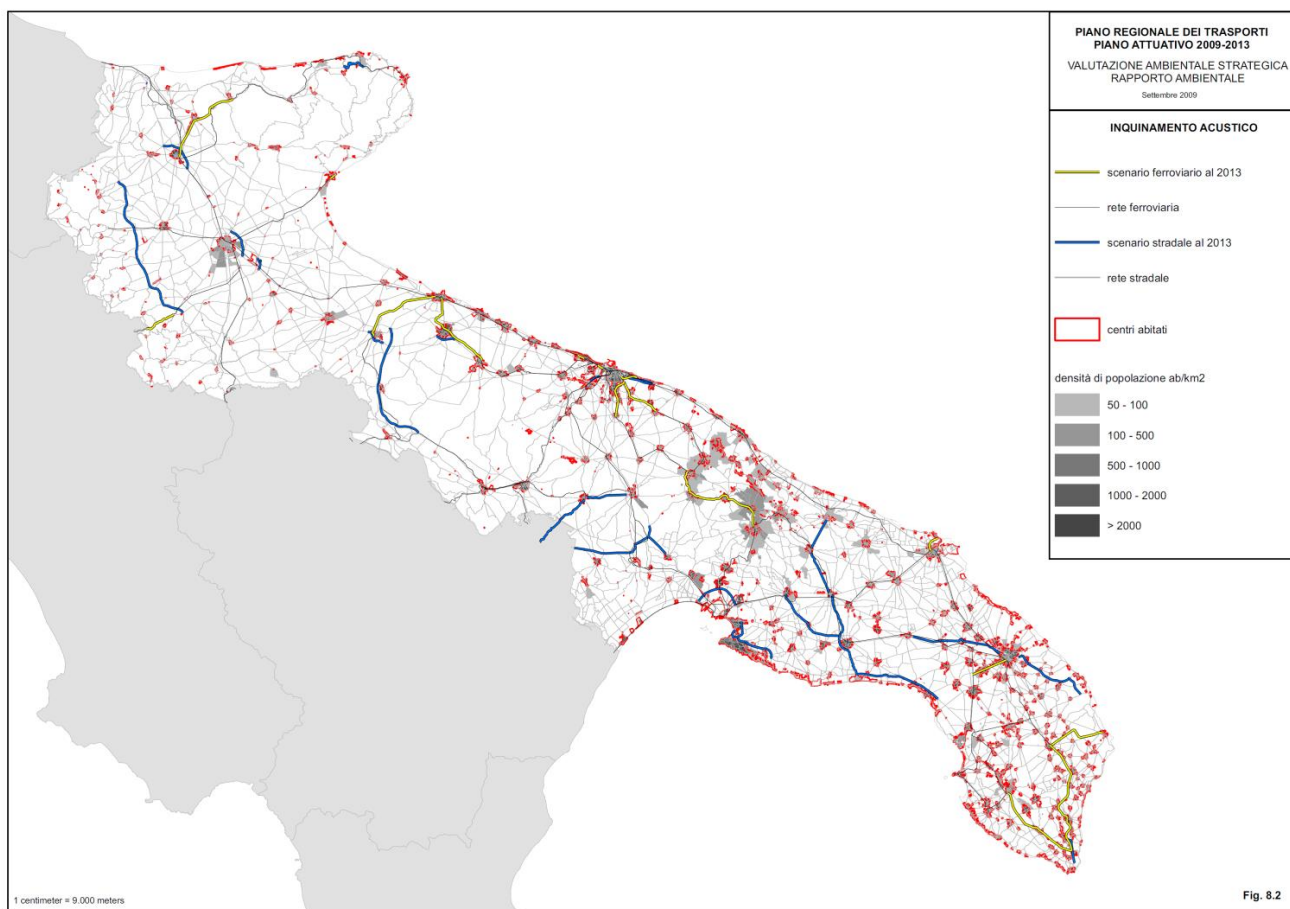 PIANO REGIONALE DEI TRASPORTI
PIANO ATTUATIVO 2009-2013
VALUTAZIONE AMBIENTALE STRATEGICA
RAPPORTO AMBIENTALE
Settembre 2009
INQUINAMENTO ACUSTICO
scenario ferroviario al 2013
rete ferroviaria
scenario stradale al 2013
rete stradale
centri abitati
densità di popolazione ab/km2
50 - 100
100 - 500
500 - 1000
1000 - 2000
> 2000
1 centimeter = 9.000 meters
Fig. 8.2